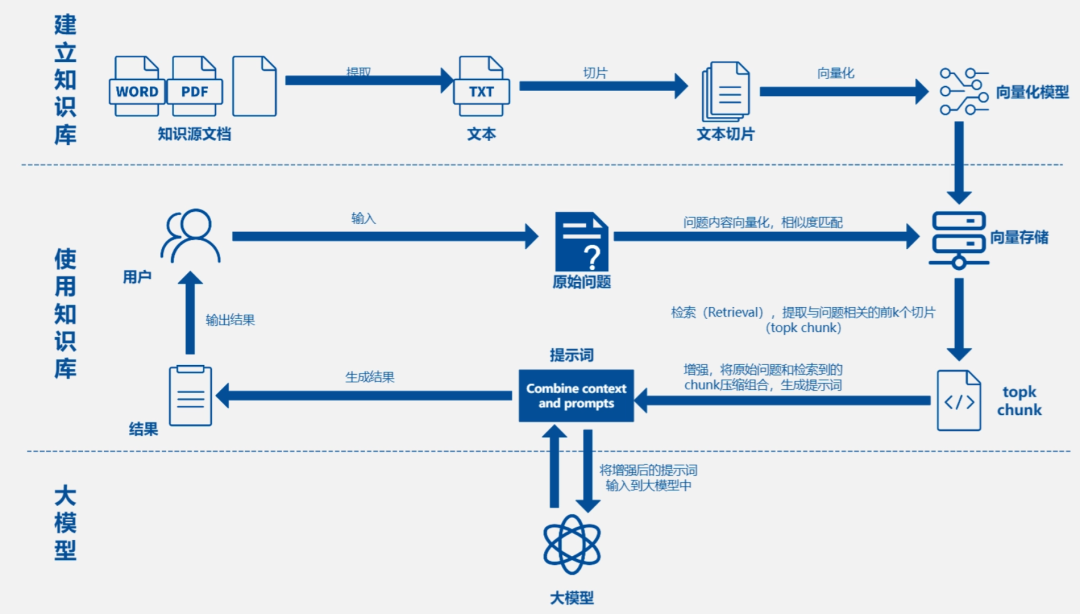 建立知识库
WORD
PDF
知识源文档
提取
TXT
文本
切片
文本切片
向量化
向量化模型
使用知识库
用户
输入
?
原始问题
问题内容向量化，相似度匹配
向量存储
检索（Retrieval），提取与问题相关的前k个切片
（topk chunk）
</>
topk
chunk
增强，将原始问题和检索到的
chunk压缩组合，生成提示词
提示词
Combine context
and prompts
生成结果
结果
输出结果
大模型
将增强后的提示词
输入到大模型中
大模型